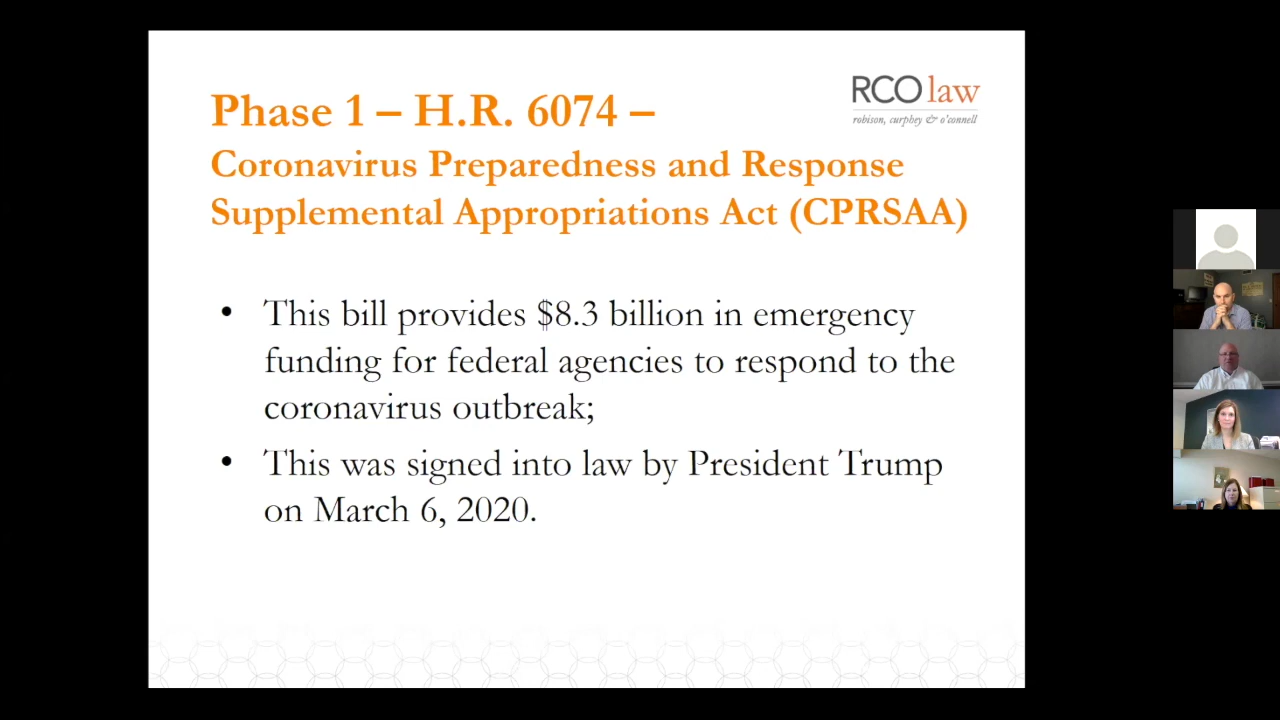 Phase 1 – H.R. 6074 –
RCO law
robison, curphey & o'connell
Coronavirus Preparedness and Response
Supplemental Appropriations Act (CPRSAA)
• This bill provides $8.3 billion in emergency
funding for federal agencies to respond to the
coronavirus outbreak;
• This was signed into law by President Trump
on March 6, 2020.